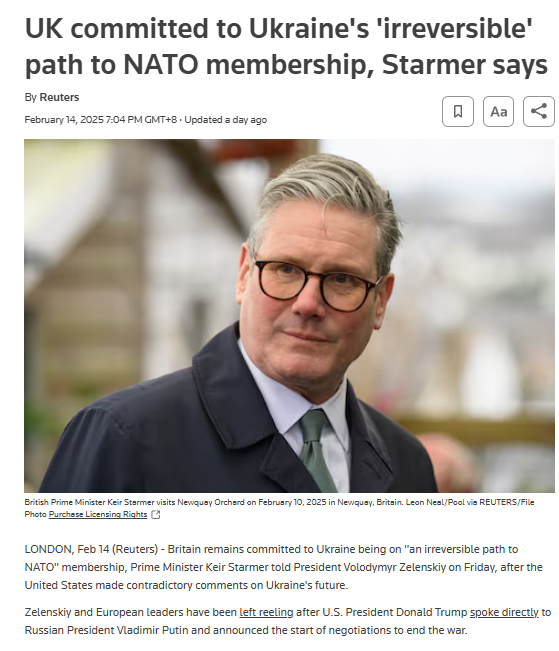 UK committed to Ukraine's 'irreversible'
path to NATO membership, Starmer says
By Reuters
February 14, 2025 7:04 PM GMT+8 · Updated a day ago
Aa
British Prime Minister Keir Starmer visits Newquay Orchard on February 10, 2025 in Newquay, Britain. Leon Neal/Pool via REUTERS/File
Photo Purchase Licensing Rights
LONDON, Feb 14 (Reuters) - Britain remains committed to Ukraine being on "an irreversible path to
NATO" membership, Prime Minister Keir Starmer told President Volodymyr Zelenskiy on Friday, after the
United States made contradictory comments on Ukraine's future.
Zelenskiy and European leaders have been left reeling after U.S. President Donald Trump spoke directly to
Russian President Vladimir Putin and announced the start of negotiations to end the war.